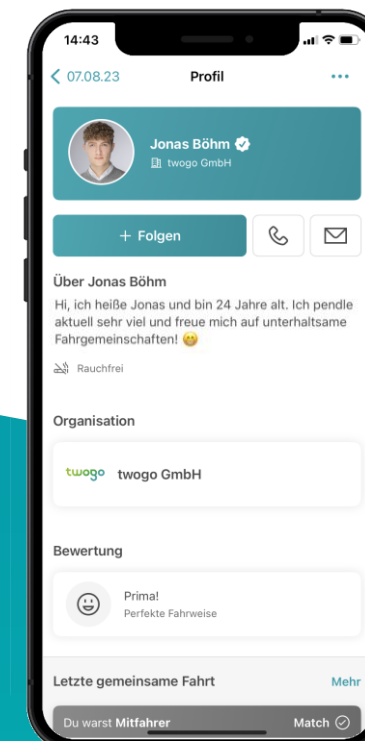 14:43
07.08.23 Profil
Jonas Böhm
twogo GmbH
+ Folgen
Über Jonas Böhm
Hi, ich heiße Jonas und bin 24 Jahre alt. Ich pendle
aktuell sehr viel und freue mich auf unterhaltsame
Fahrgemeinschaften! 😁
Rauchfrei
Organisation
twogo twogo GmbH
Bewertung
Prima!
Perfekte Fahrweise
Letzte gemeinsame Fahrt Mehr
Du warst Mitfahrer Match